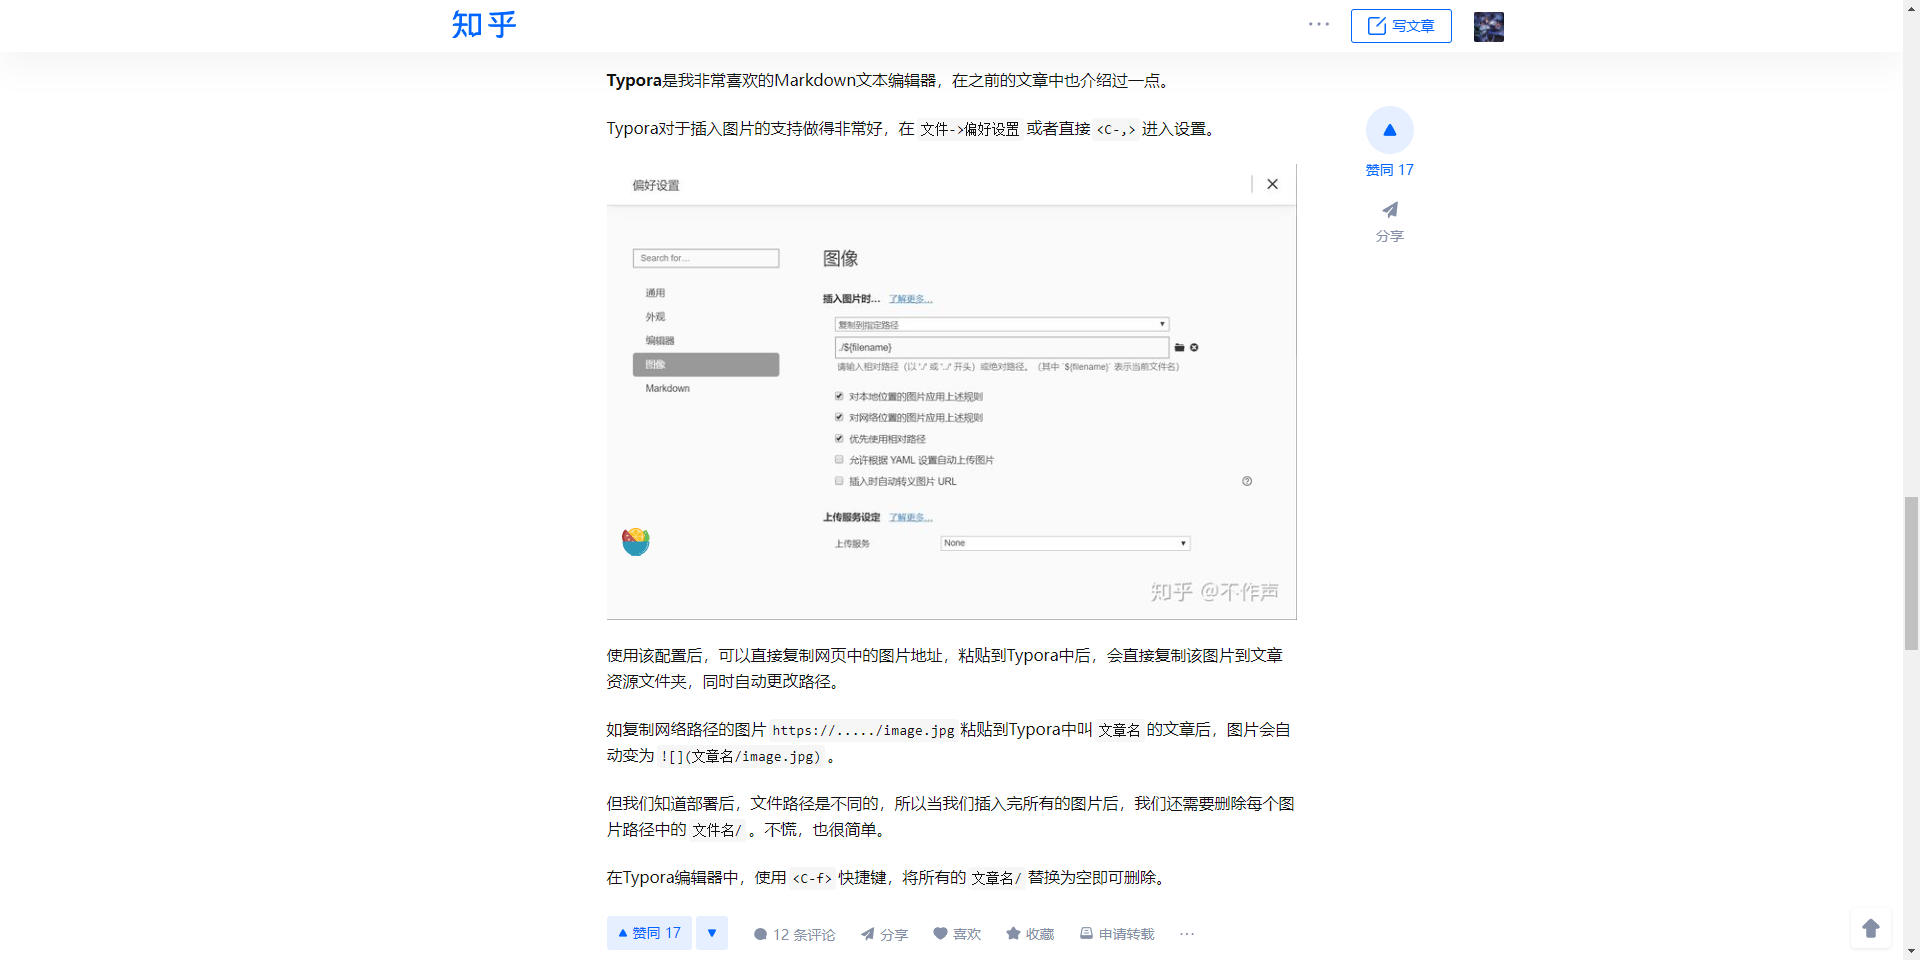 知乎
写文章
Typora是我非常喜欢的Markdown文本编辑器，在之前的文章中也介绍过一点。
Typora对于插入图片的支持做得非常好，在 文件->偏好设置 或者直接 <C-,> 进入设置。
赞同 17
分享
偏好设置
Search for...
通用
外观
编辑器
图像
Markdown
图像
插入图片时... 了解更多...
复制到指定路径
./${filename}
请输入相对路径（以 './' 或 '../' 开头）或绝对路径。（其中 `${filename}` 表示当前文件名）
对本地位置的图片应用上述规则
对网络位置的图片应用上述规则
优先使用相对路径
允许根据 YAML 设置自动上传图片
插入时自动转义图片 URL
上传服务设定 了解更多...
上传服务 None
知乎 @不作声
使用该配置后，可以直接复制网页中的图片地址，粘贴到Typora中后，会直接复制该图片到文章
资源文件夹，同时自动更改路径。
如复制网络路径的图片 https://...../image.jpg 粘贴到Typora中叫 文章名 的文章后，图片会自
动变为 ![](文章名/image.jpg) 。
但我们知道部署后，文件路径是不同的，所以当我们插入完所有的图片后，我们还需要删除每个图
片路径中的 文件名/ 。不慌，也很简单。
在Typora编辑器中，使用 <C-f> 快捷键，将所有的 文章名/ 替换为空即可删除。
赞同 17 12 条评论 分享 喜欢 收藏 申请转载 ···